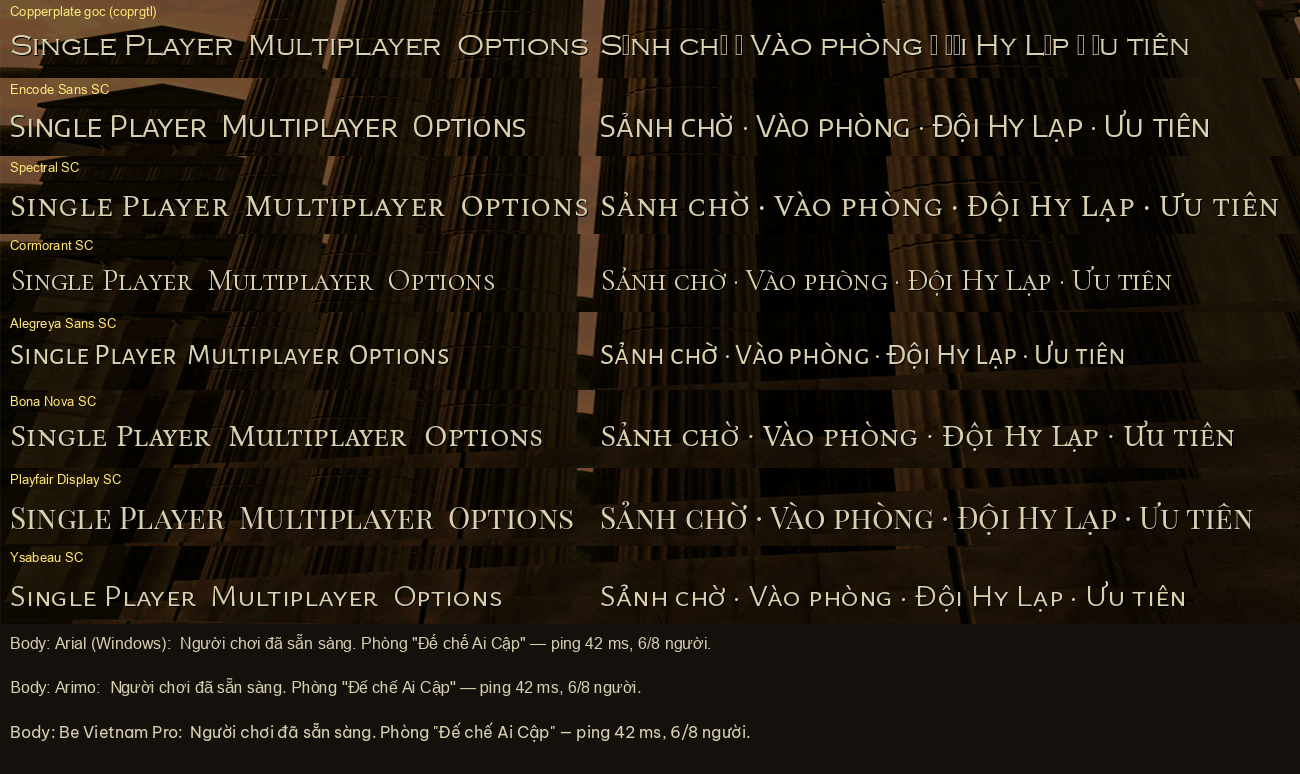 Copperplate goc (coprgtl)
Single Player Multiplayer Options S▯nh ch▯ ▯ Vào phòng ▯ ▯▯i Hy L▯p ▯ ▯u tiên
Encode Sans SC
Single Player Multiplayer Options Sảnh chờ · Vào phòng · Đội Hy Lạp · Ưu tiên
Spectral SC
Single Player Multiplayer Options Sảnh chờ · Vào phòng · Đội Hy Lạp · Ưu tiên
Cormorant SC
Single Player Multiplayer Options Sảnh chờ · Vào phòng · Đội Hy Lạp · Ưu tiên
Alegreya Sans SC
Single Player Multiplayer Options Sảnh chờ · Vào phòng · Đội Hy Lạp · Ưu tiên
Bona Nova SC
Single Player Multiplayer Options Sảnh chờ · Vào phòng · Đội Hy Lạp · Ưu tiên
Playfair Display SC
Single Player Multiplayer Options Sảnh chờ · Vào phòng · Đội Hy Lạp · Ưu tiên
Ysabeau SC
Single Player Multiplayer Options Sảnh chờ · Vào phòng · Đội Hy Lạp · Ưu tiên
Body: Arial (Windows): Người chơi đã sẵn sàng. Phòng "Đế chế Ai Cập" — ping 42 ms, 6/8 người.
Body: Arimo: Người chơi đã sẵn sàng. Phòng "Đế chế Ai Cập" — ping 42 ms, 6/8 người.
Body: Be Vietnam Pro: Người chơi đã sẵn sàng. Phòng "Đế chế Ai Cập" — ping 42 ms, 6/8 người.